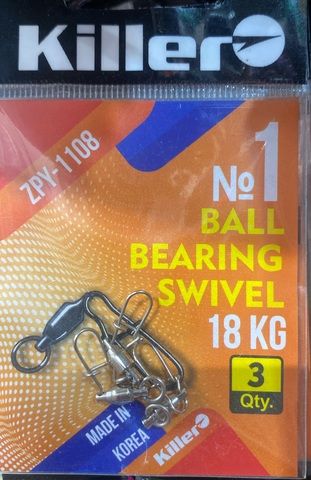 Killer
ZPY-1108
№1
BALL
BEARING
SWIVEL
18 KG
3
Qty.
MADE IN
KOREA
Killer